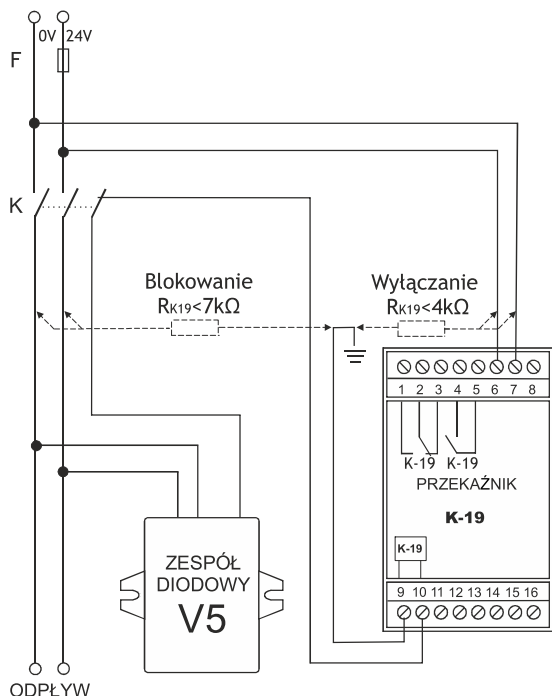 0V 24V
F
K
Blokowanie
RK19<7kΩ
Wyłączanie
RK19<4kΩ
1 2 3 4 5 6 7 8
K-19 K-19
PRZEKAŹNIK
K-19
K-19
9 10 11 12 13 14 15 16
ZESPÓŁ
DIODOWY
V5
ODPŁYW